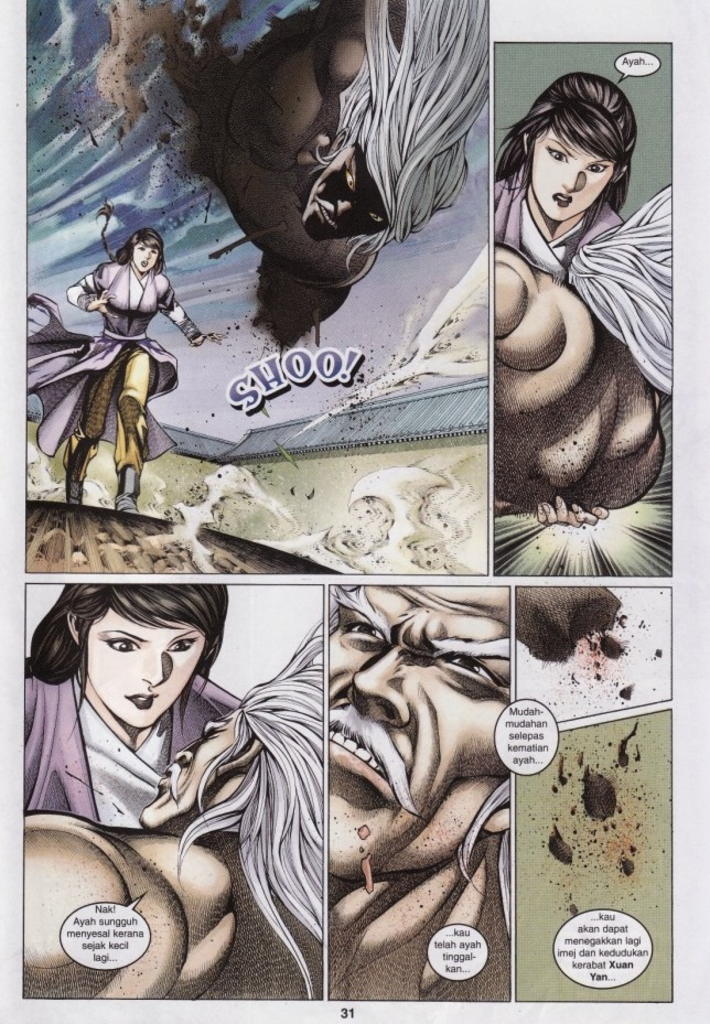 SHOO!
Ayah...
Nak!
Ayah sungguh
menyesal kerana
sejak kecil
lagi...
...kau
telah ayah
tinggal-
kan...
Mudah-
mudahan
selepas
kematian
ayah...
...kau
akan dapat
menegakkan lagi
imej dan kedudukan
kerabat Xuan
Yan...
31